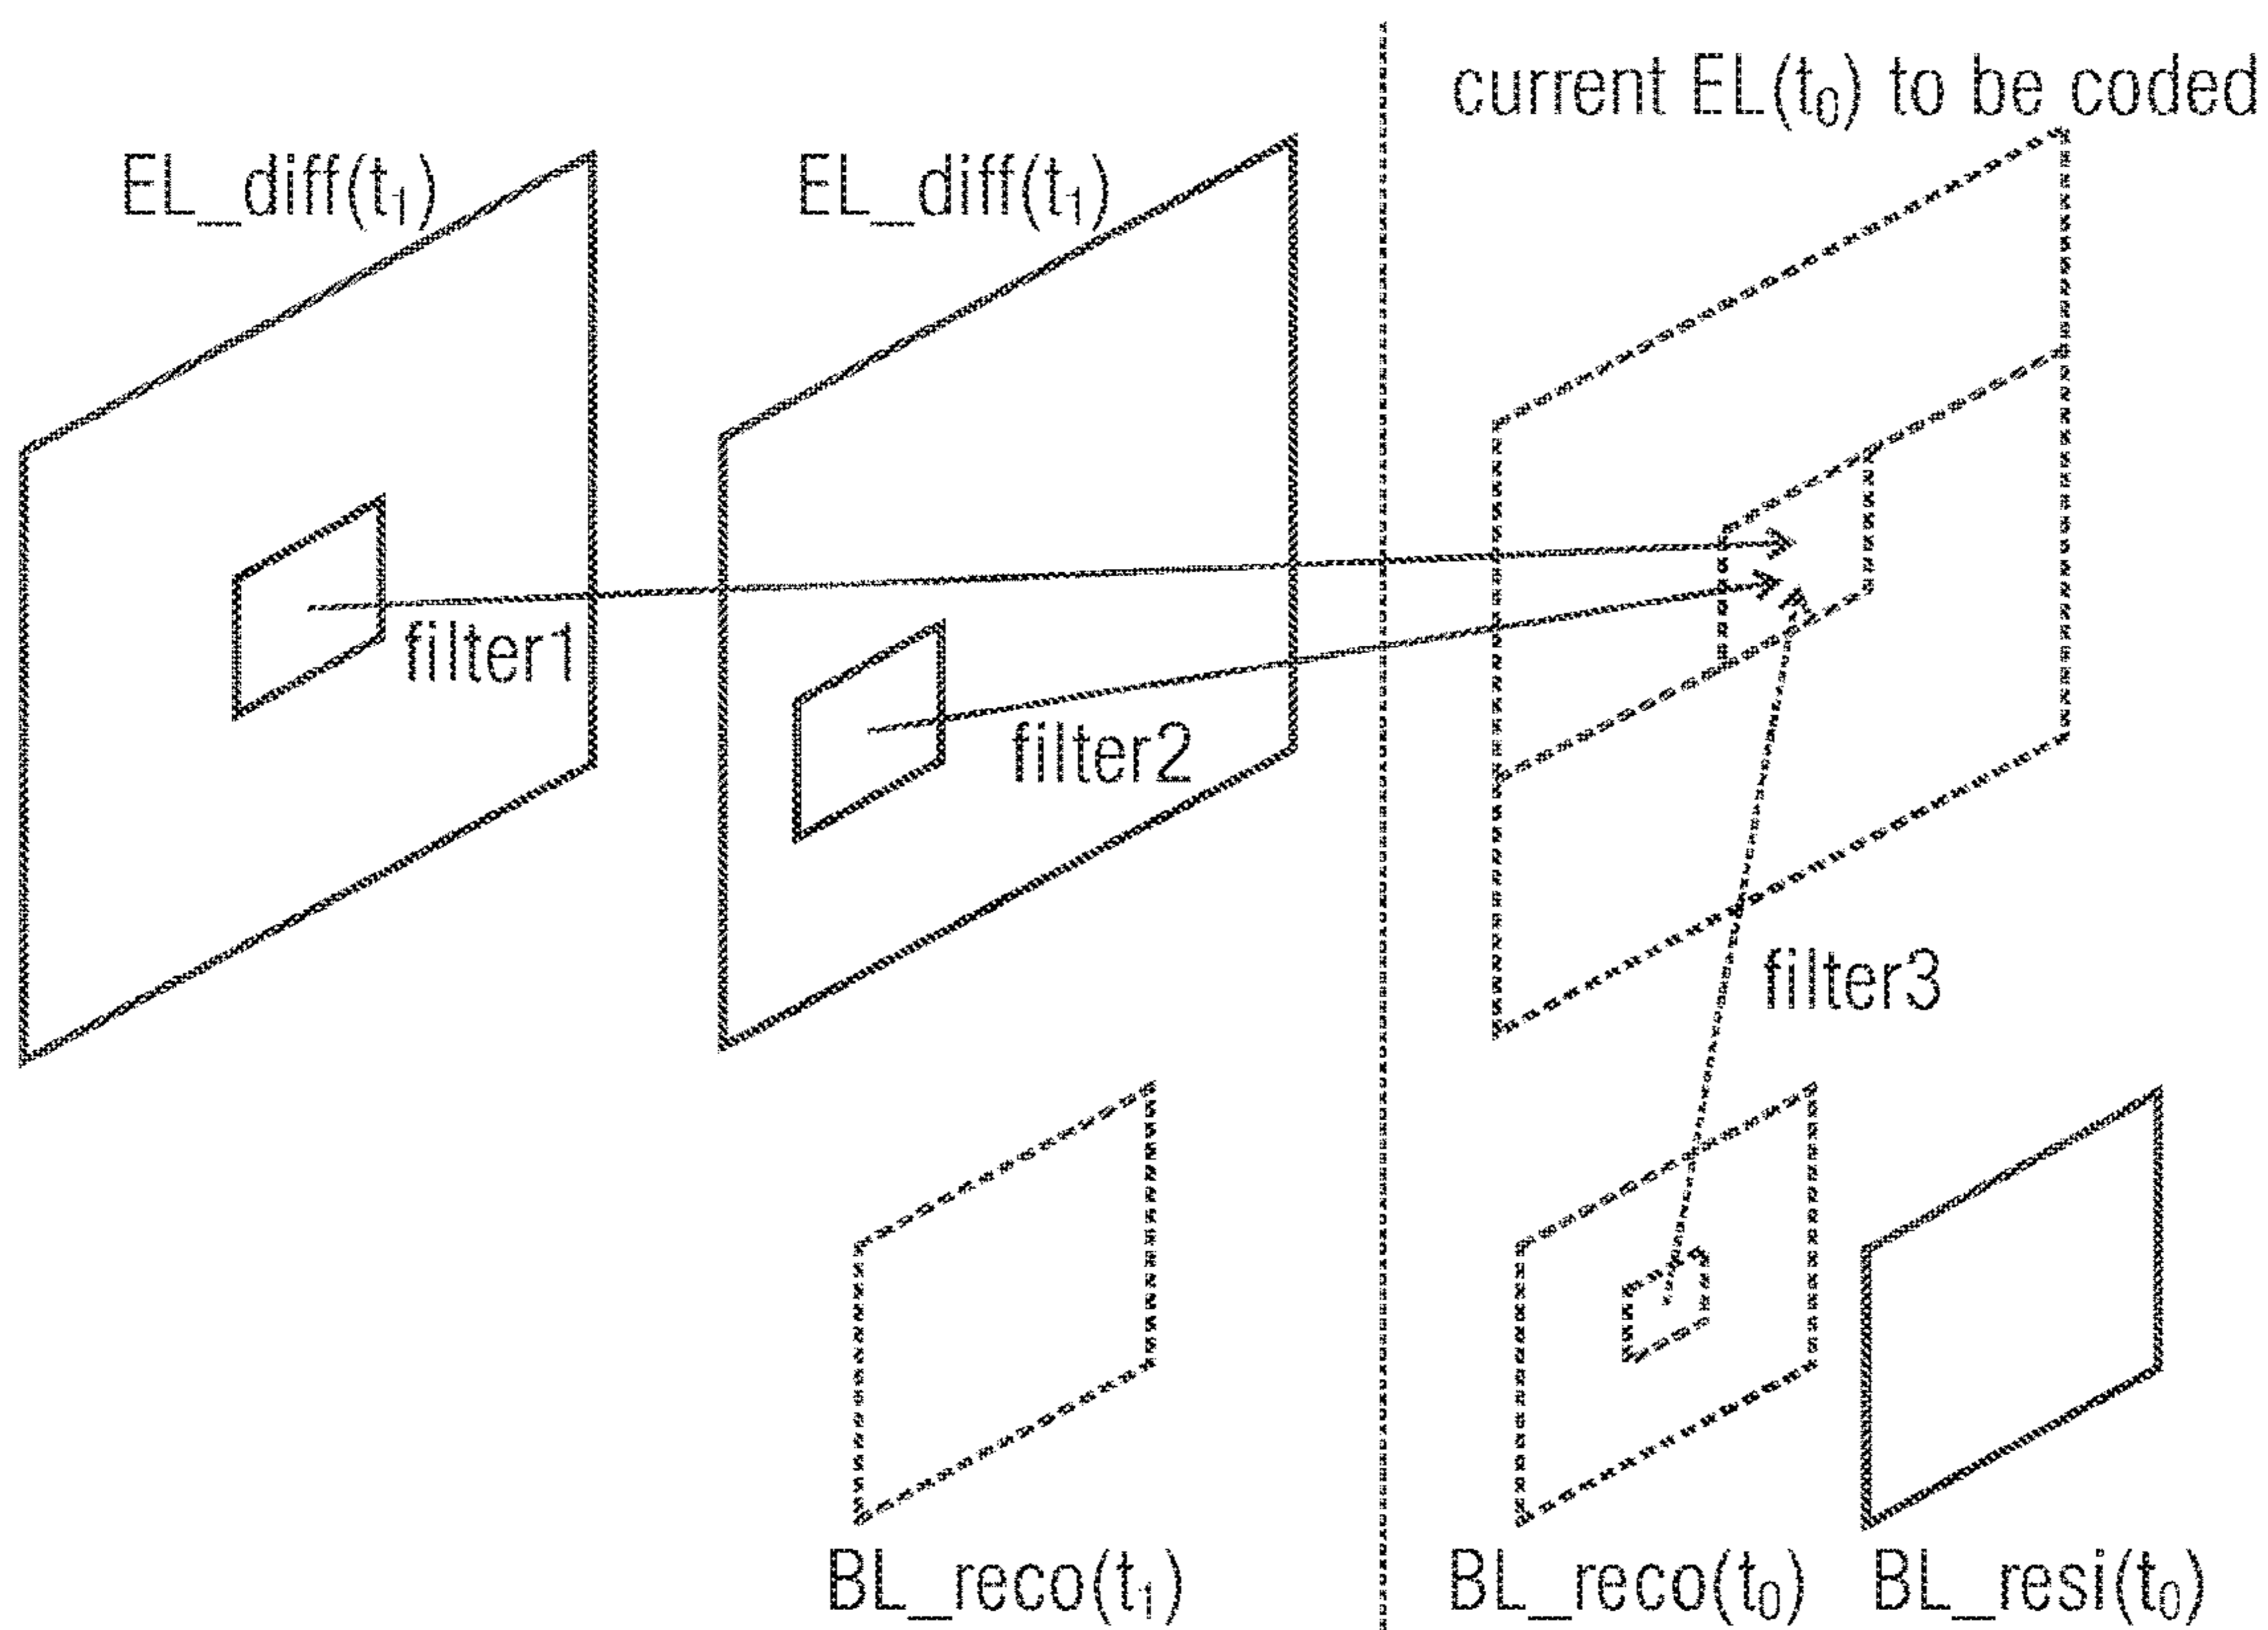 current EL(t₀) to be coded
EL_diff(t₁)
EL_diff(t₁)
filter1
filter2
filter3
BL_reco(t₁)
BL_reco(t₀)
BL_resi(t₀)